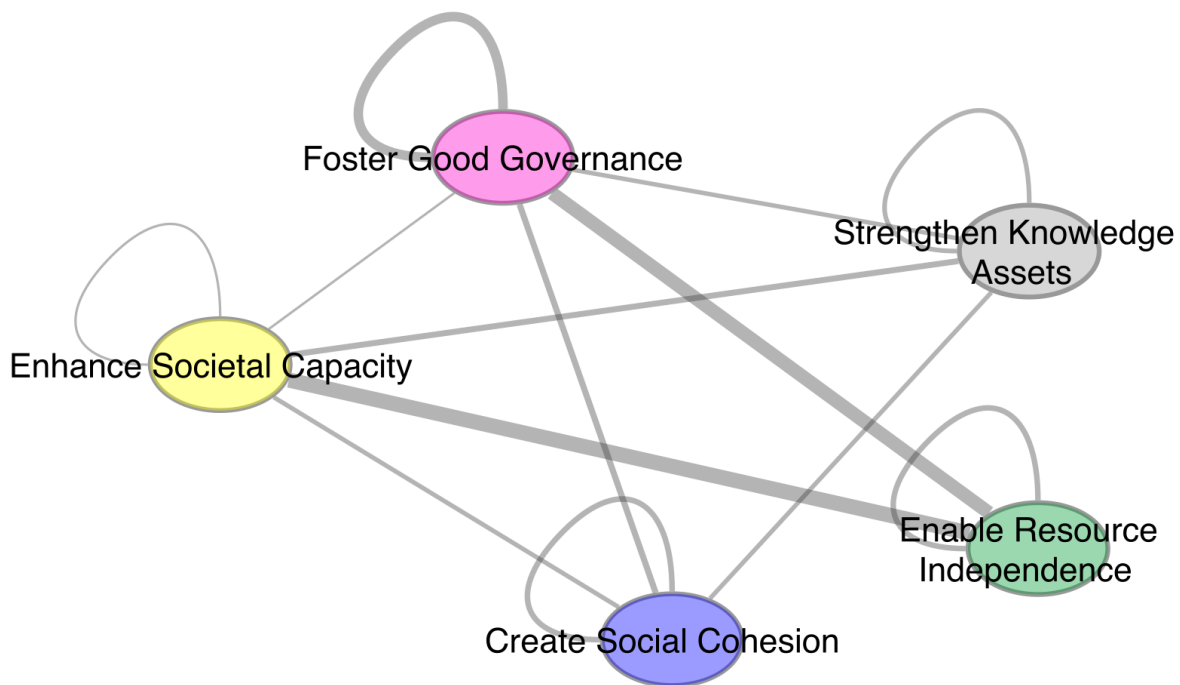 Foster Good Governance
Strengthen Knowledge
Assets
Enhance Societal Capacity
Enable Resource
Independence
Create Social Cohesion